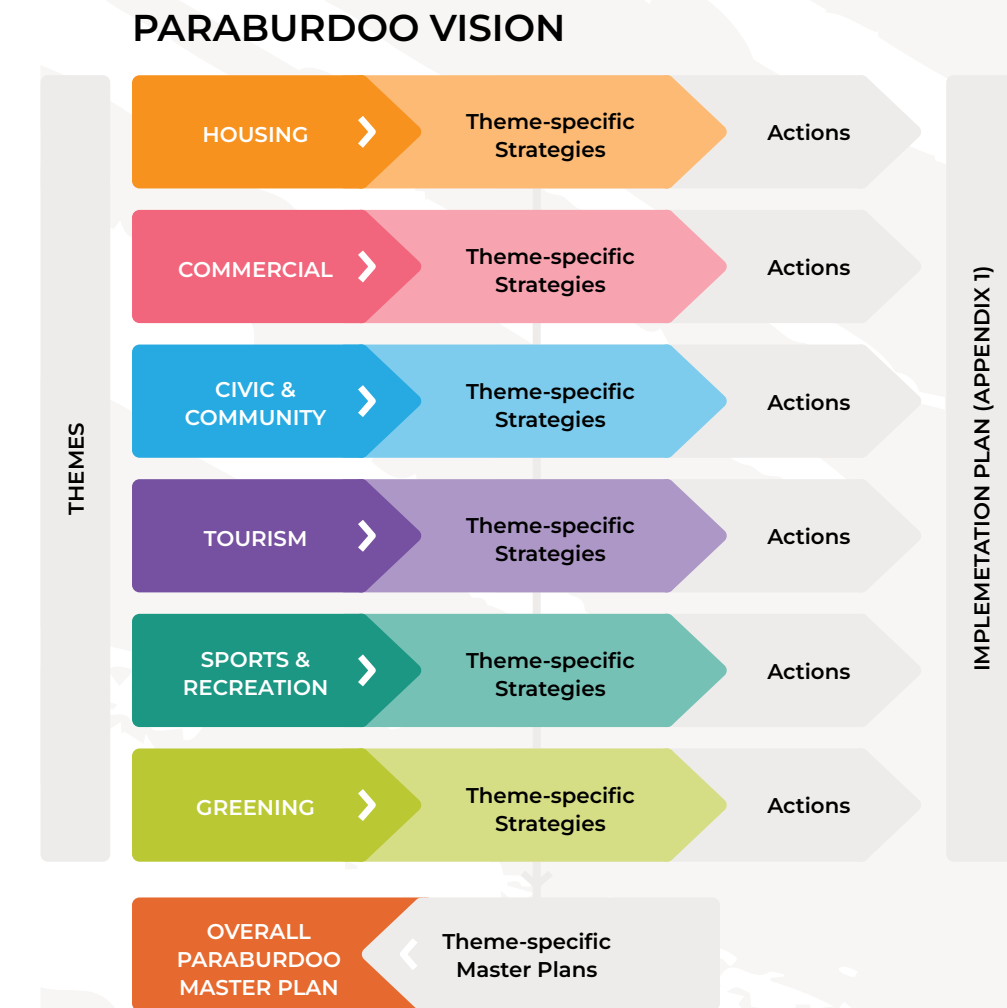 PARABURDOO VISION
THEMES
HOUSING
Theme-specific
Strategies
Actions
COMMERCIAL
Theme-specific
Strategies
Actions
CIVIC &
COMMUNITY
Theme-specific
Strategies
Actions
TOURISM
Theme-specific
Strategies
Actions
SPORTS &
RECREATION
Theme-specific
Strategies
Actions
GREENING
Theme-specific
Strategies
Actions
IMPLEMETATION PLAN (APPENDIX 1)
OVERALL
PARABURDOO
MASTER PLAN
Theme-specific
Master Plans